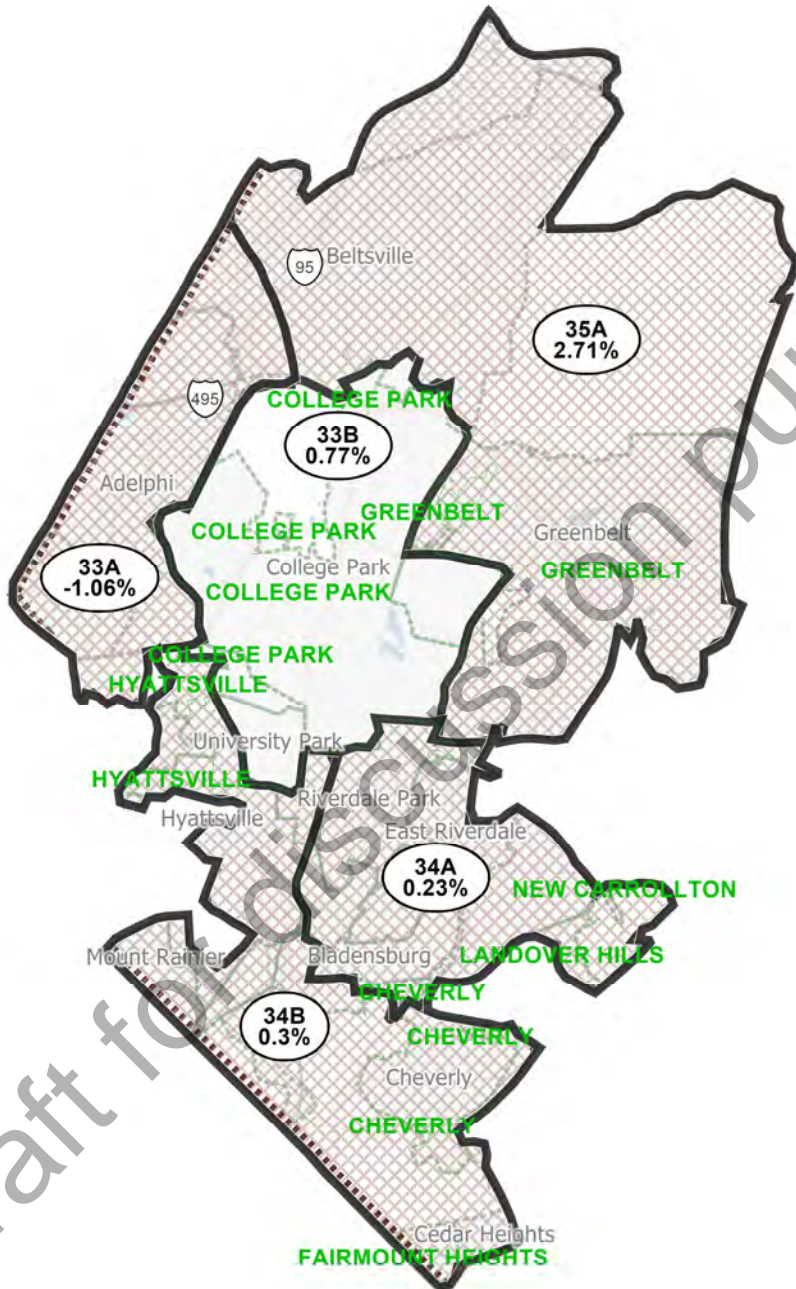 95
Beltsville
35A
2.71%
495
COLLEGE PARK
33B
0.77%
Adelphi
GREENBELT
COLLEGE PARK
Greenbelt
33A
-1.06%
College Park
GREENBELT
COLLEGE PARK
COLLEGE PARK
HYATTSVILLE
University Park
HYATTSVILLE
Riverdale Park
Hyattsville
East Riverdale
34A
0.23%
NEW CARROLLTON
Mount Rainier
Bladensburg
LANDOVER HILLS
CHEVERLY
34B
0.3%
CHEVERLY
Cheverly
CHEVERLY
Cedar Heights
FAIRMOUNT HEIGHTS
aft for discussion pu